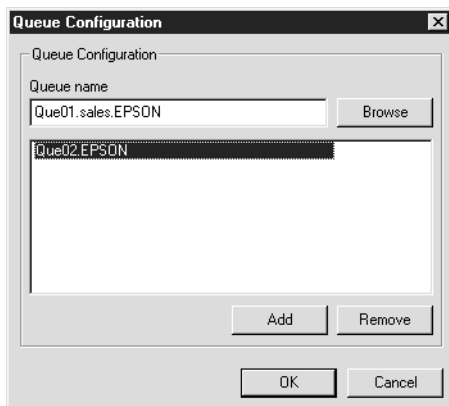 Queue Configuration
Queue Configuration
Queue name
Que01.sales.EPSON
Browse
Que02.EPSON
Add
Remove
OK
Cancel